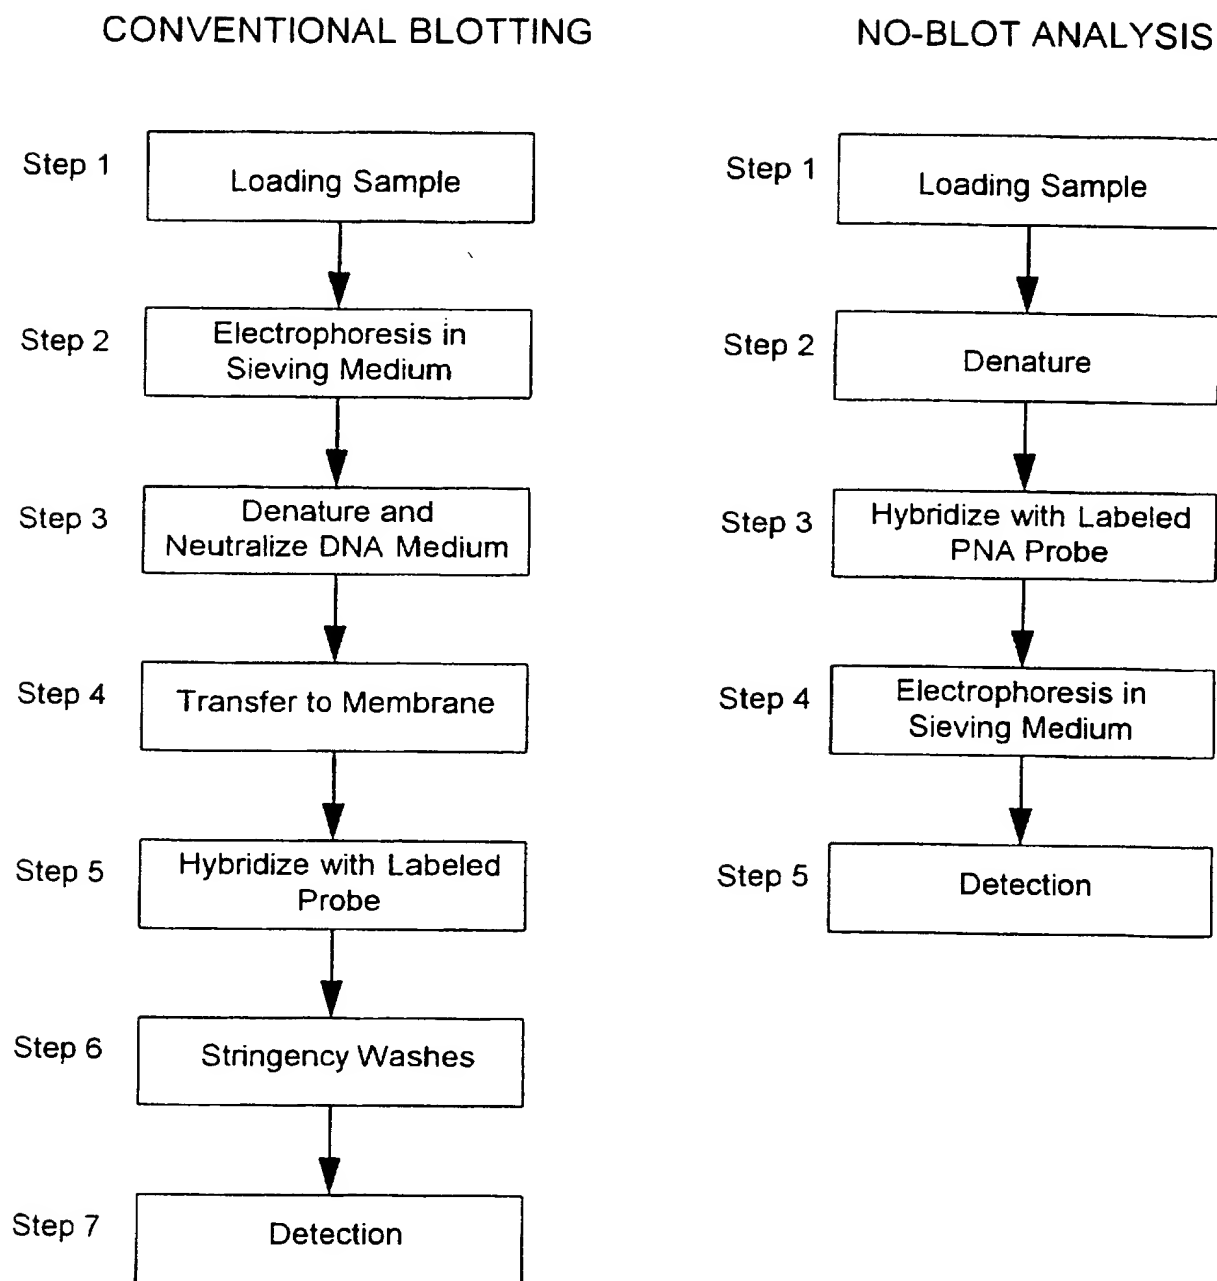 CONVENTIONAL BLOTTING
Step 1
Loading Sample
Step 2
Electrophoresis in
Sieving Medium
Step 3
Denature and
Neutralize DNA Medium
Step 4
Transfer to Membrane
Step 5
Hybridize with Labeled
Probe
Step 6
Stringency Washes
Step 7
Detection
NO-BLOT ANALYSIS
Step 1
Loading Sample
Step 2
Denature
Step 3
Hybridize with Labeled
PNA Probe
Step 4
Electrophoresis in
Sieving Medium
Step 5
Detection